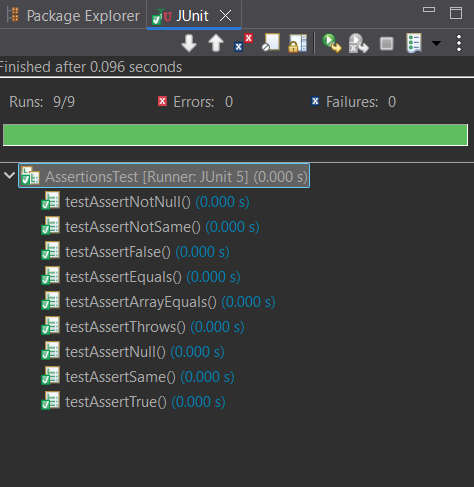 Package Explorer JUnit
Finished after 0.096 seconds
Runs: 9/9 Errors: 0 Failures: 0
AssertionsTest [Runner: JUnit 5] (0.000 s)
testAssertNotNull() (0.000 s)
testAssertNotSame() (0.000 s)
testAssertFalse() (0.000 s)
testAssertEquals() (0.000 s)
testAssertArrayEquals() (0.000 s)
testAssertThrows() (0.000 s)
testAssertNull() (0.000 s)
testAssertSame() (0.000 s)
testAssertTrue() (0.000 s)